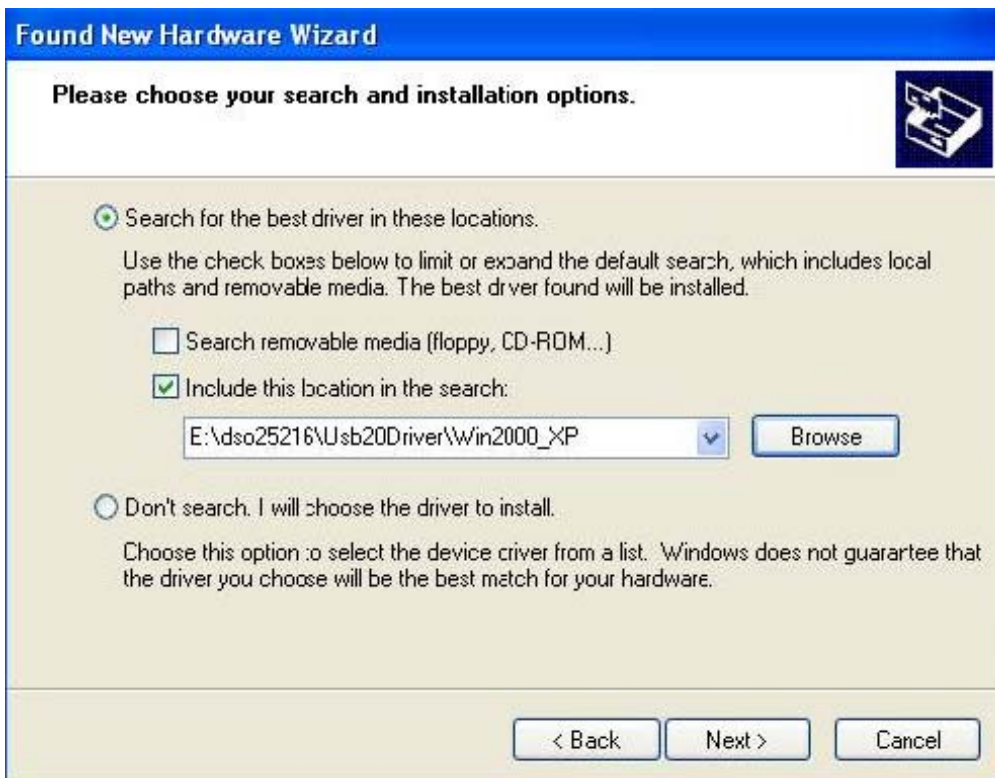 Found New Hardware Wizard
Please choose your search and installation options.
Search for the best driver in these locations.
Use the check boxes below to limit or expand the default search, which includes local
paths and removable media. The best driver found will be installed.
Search removable media (floppy, CD-ROM...)
Include this location in the search:
E:\dso25216\Usb20Driver\Win2000_XP
Browse
Don't search. I will choose the driver to install.
Choose this option to select the device driver from a list. Windows does not guarantee that
the driver you choose will be the best match for your hardware.
< Back
Next >
Cancel